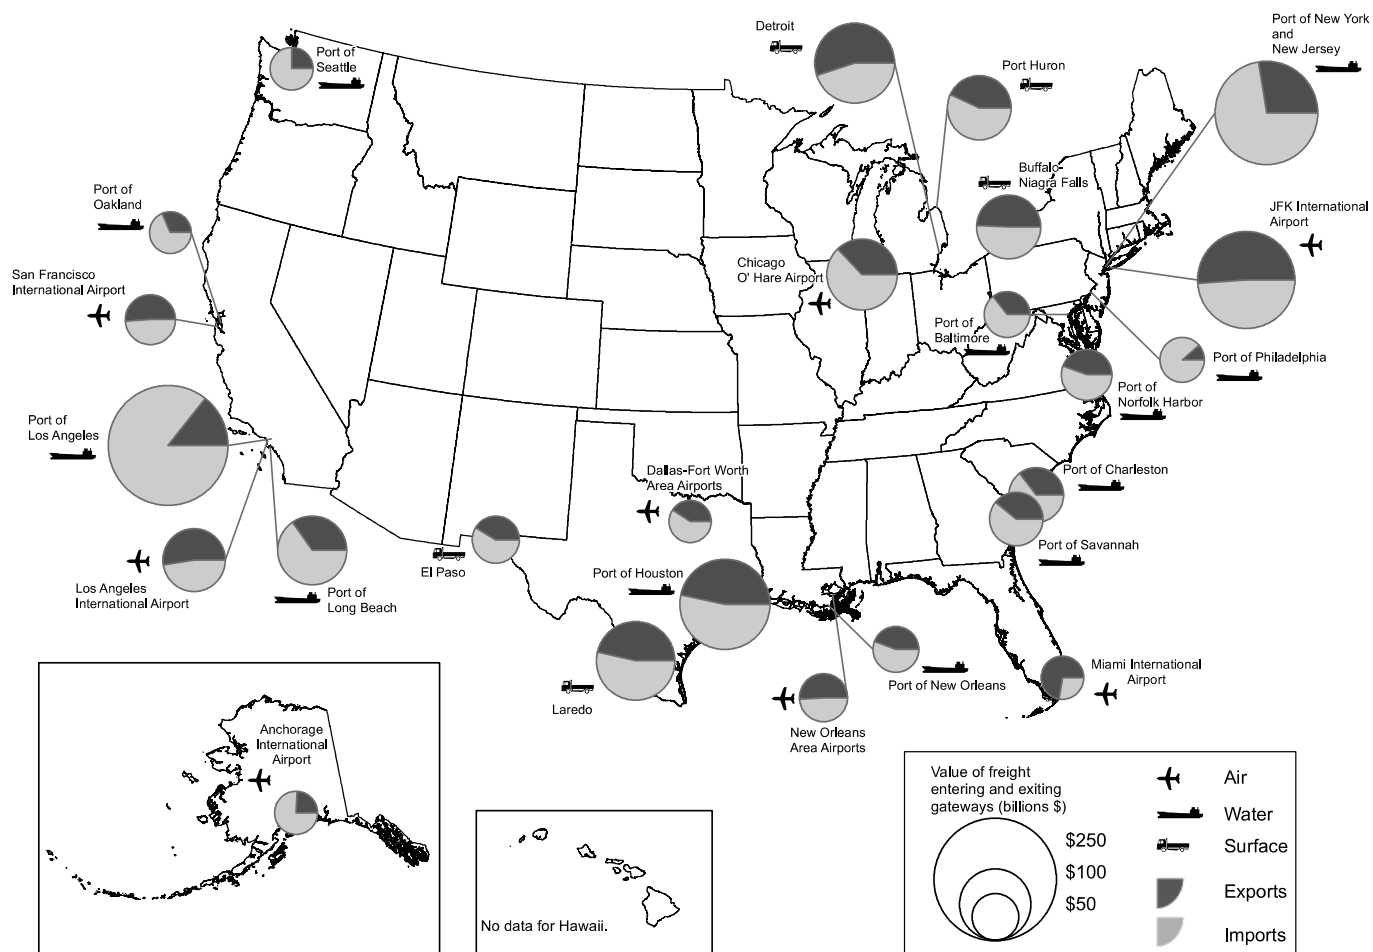 Detroit
Port of New York
and
New Jersey
Port of
Seattle
Port Huron
Buffalo-
Niagra Falls
Port of
Oakland
JFK International
Airport
San Francisco
International Airport
Chicago
O' Hare Airport
Port of
Baltimore
Port of Philadelphia
Port of
Norfolk Harbor
Port of
Los Angeles
Dallas-Fort Worth
Area Airports
Port of Charleston
Port of Savannah
El Paso
Port of Houston
Los Angeles
International Airport
Port of
Long Beach
Laredo
Port of New Orleans
Miami International
Airport
New Orleans
Area Airports
Anchorage
International
Airport
No data for Hawaii.
Value of freight
entering and exiting
gateways (billions $)
$250
$100
$50
Air
Water
Surface
Exports
Imports